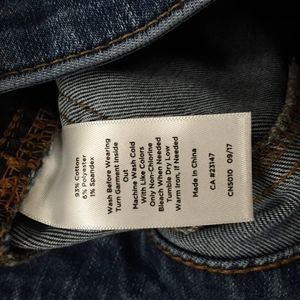 93% Cotton
6% Polyester
1% Spandex
Wash Before Wearing
Turn Garment Inside
Out
Machine Wash Cold
With Like Colors
Only Non-Chlorine
Bleach When Needed
Tumble Dry Low
Warm Iron, If Needed
Made In China
CA #23147
CN5010 09/17